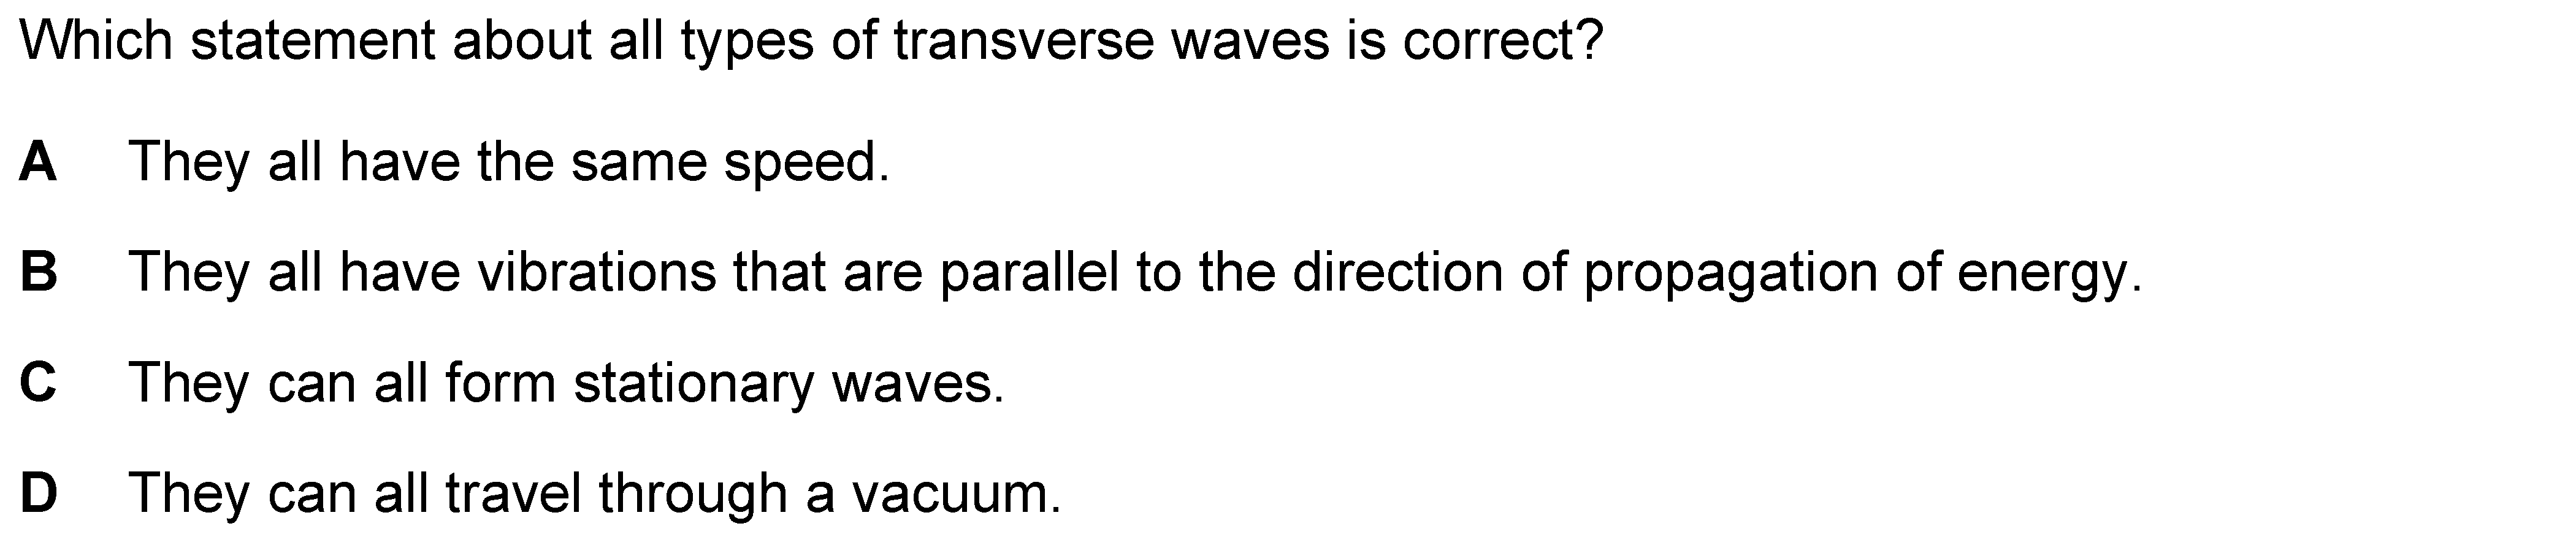 Which statement about all types of transverse waves is correct?
A They all have the same speed.
B They all have vibrations that are parallel to the direction of propagation of energy.
C They can all form stationary waves.
D They can all travel through a vacuum.